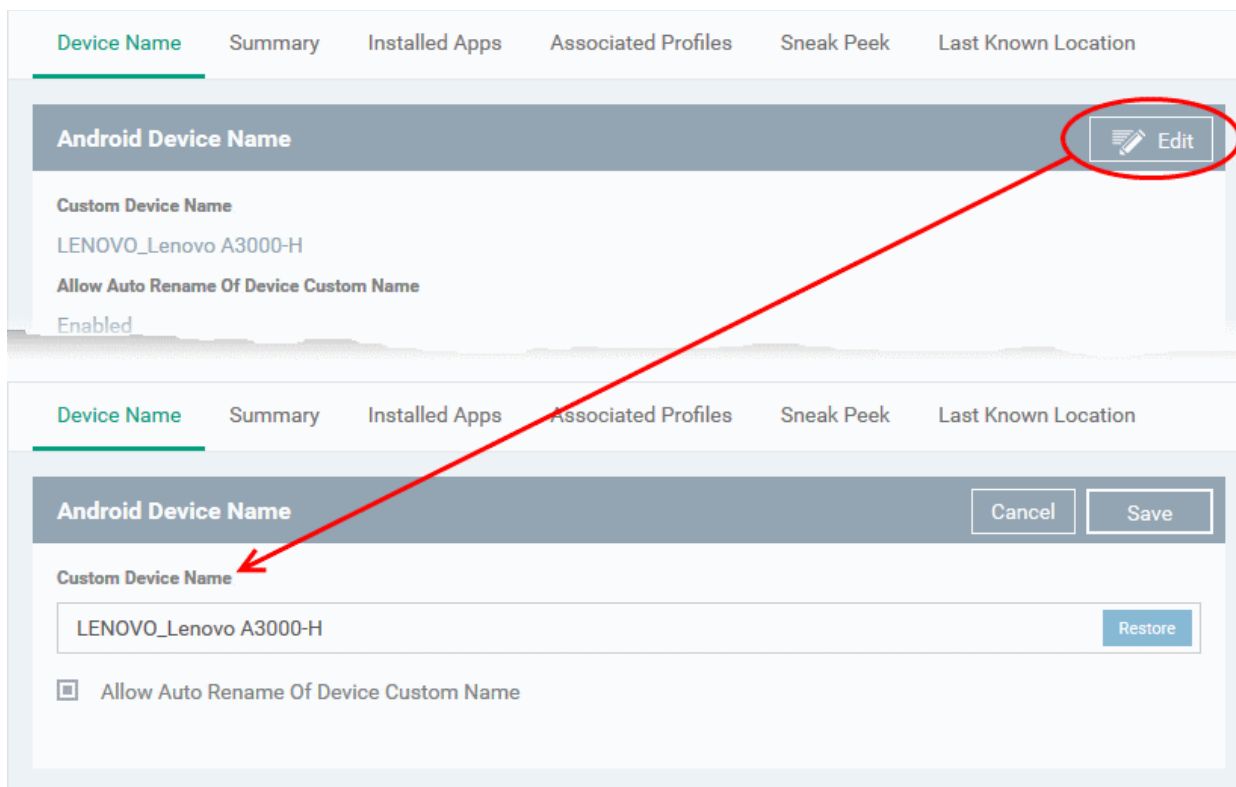 Device Name Summary Installed Apps Associated Profiles Sneak Peek Last Known Location
Android Device Name Edit
Custom Device Name
LENOVO_Lenovo A3000-H
Allow Auto Rename Of Device Custom Name
Enabled
Device Name Summary Installed Apps Associated Profiles Sneak Peek Last Known Location
Android Device Name Cancel Save
Custom Device Name
LENOVO_Lenovo A3000-H Restore
Allow Auto Rename Of Device Custom Name